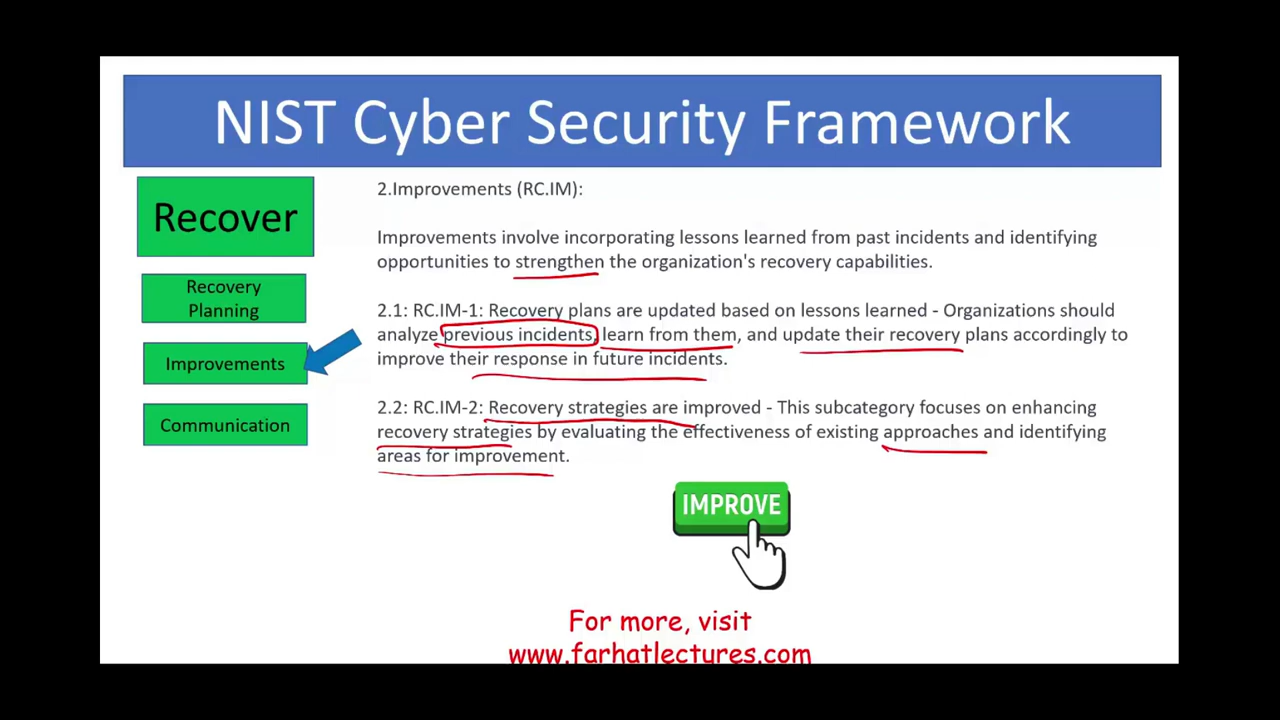 NIST Cyber Security Framework
Recover
Recovery
Planning
Improvements
Communication
2.Improvements (RC.IM):
Improvements involve incorporating lessons learned from past incidents and identifying
opportunities to strengthen the organization's recovery capabilities.
2.1: RC.IM-1: Recovery plans are updated based on lessons learned - Organizations should
analyze previous incidents, learn from them, and update their recovery plans accordingly to
improve their response in future incidents.
2.2: RC.IM-2: Recovery strategies are improved - This subcategory focuses on enhancing
recovery strategies by evaluating the effectiveness of existing approaches and identifying
areas for improvement.
IMPROVE
For more, visit
www.farhatlectures.com